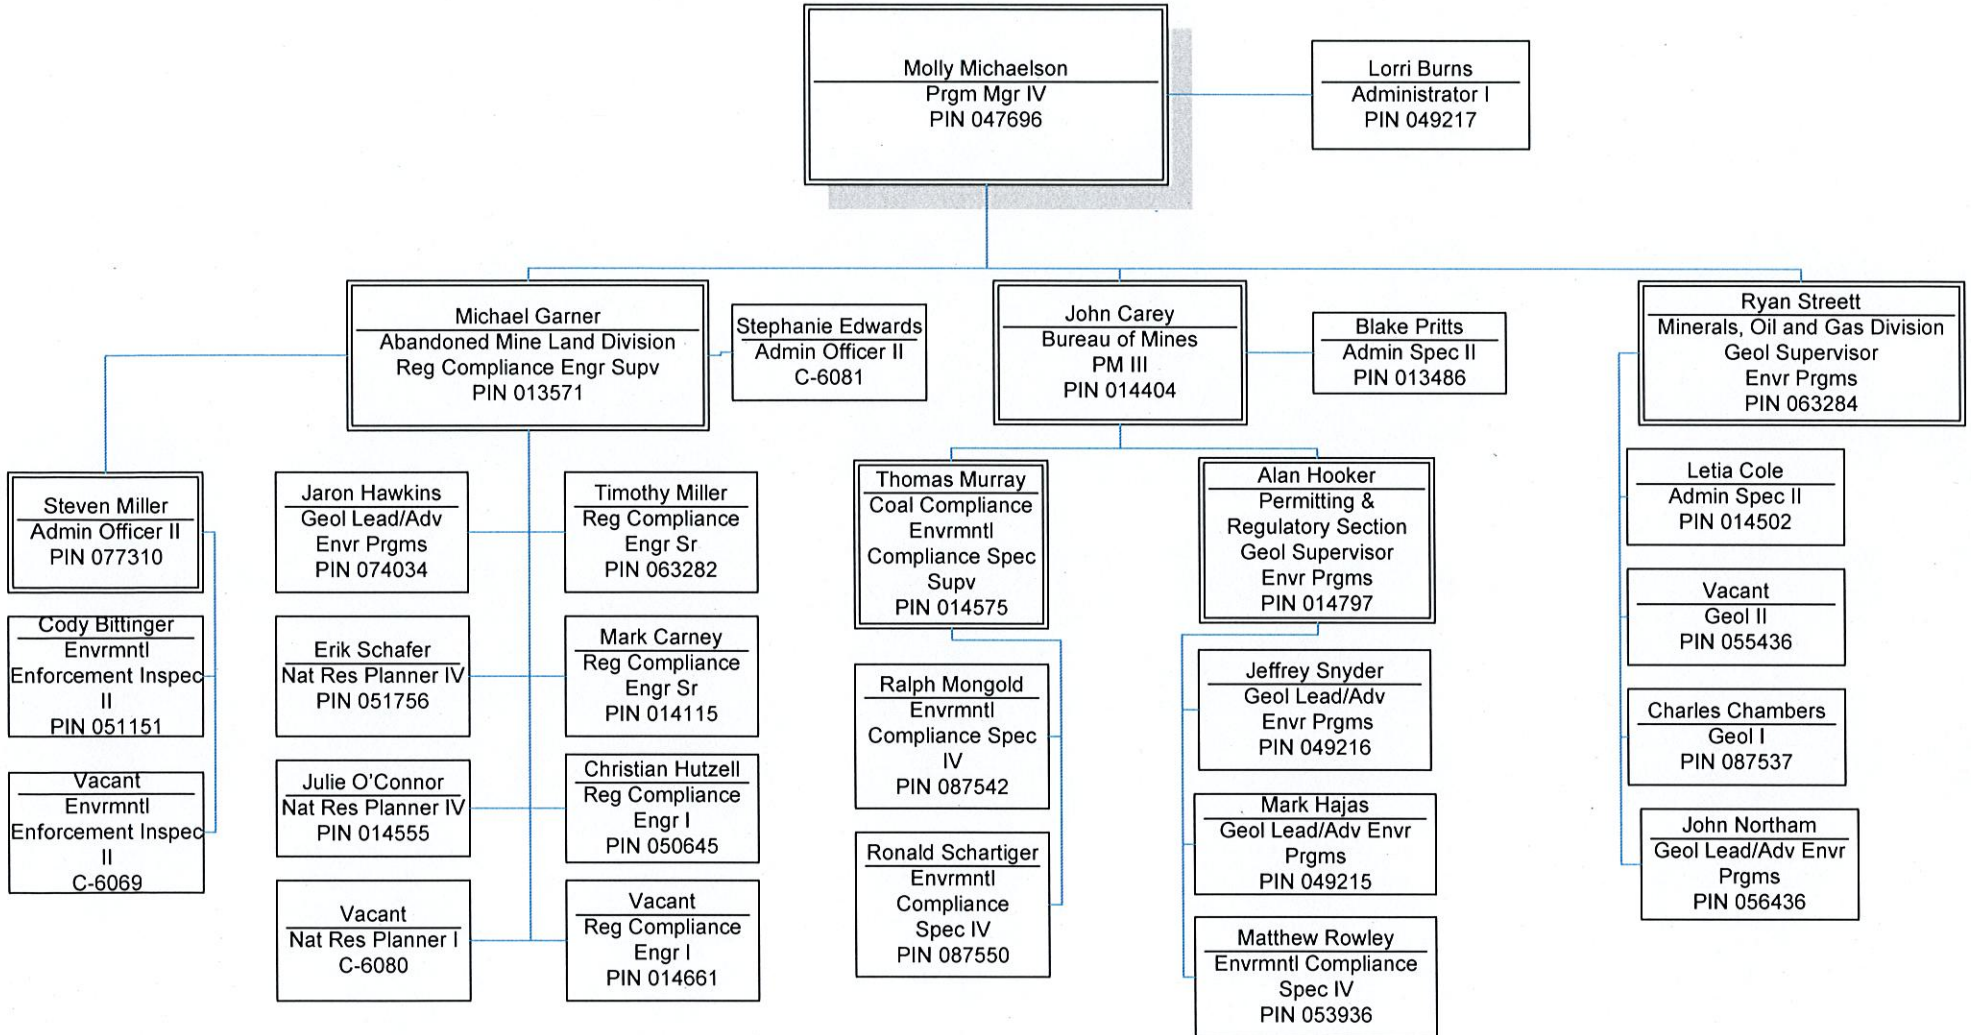 Molly Michaelson
Prgm Mgr IV
PIN 047696
Lorri Burns
Administrator I
PIN 049217
Michael Garner
Abandoned Mine Land Division
Reg Compliance Engr Supv
PIN 013571
Stephanie Edwards
Admin Officer II
C-6081
John Carey
Bureau of Mines
PM III
PIN 014404
Blake Pritts
Admin Spec II
PIN 013486
Ryan Streett
Minerals, Oil and Gas Division
Geol Supervisor
Envr Prgms
PIN 063284
Steven Miller
Admin Officer II
PIN 077310
Cody Bittinger
Envrmntl
Enforcement Inspec
II
PIN 051151
Vacant
Envrmntl
Enforcement Inspec
II
C-6069
Jaron Hawkins
Geol Lead/Adv
Envr Prgms
PIN 074034
Erik Schafer
Nat Res Planner IV
PIN 051756
Julie O’Connor
Nat Res Planner IV
PIN 014555
Vacant
Nat Res Planner I
C-6080
Timothy Miller
Reg Compliance
Engr Sr
PIN 063282
Mark Carney
Reg Compliance
Engr Sr
PIN 014115
Christian Hutzell
Reg Compliance
Engr I
PIN 050645
Vacant
Reg Compliance
Engr I
PIN 014661
Thomas Murray
Coal Compliance
Envrmntl
Compliance Spec
Supv
PIN 014575
Ralph Mongold
Envrmntl
Compliance Spec
IV
PIN 087542
Ronald Schartiger
Envrmntl
Compliance
Spec IV
PIN 087550
Alan Hooker
Permitting &
Regulatory Section
Geol Supervisor
Envr Prgms
PIN 014797
Jeffrey Snyder
Geol Lead/Adv
Envr Prgms
PIN 049216
Mark Hajas
Geol Lead/Adv Envr
Prgms
PIN 049215
Matthew Rowley
Envrmntl Compliance
Spec IV
PIN 053936
Letia Cole
Admin Spec II
PIN 014502
Vacant
Geol II
PIN 055436
Charles Chambers
Geol I
PIN 087537
John Northam
Geol Lead/Adv Envr
Prgms
PIN 056436